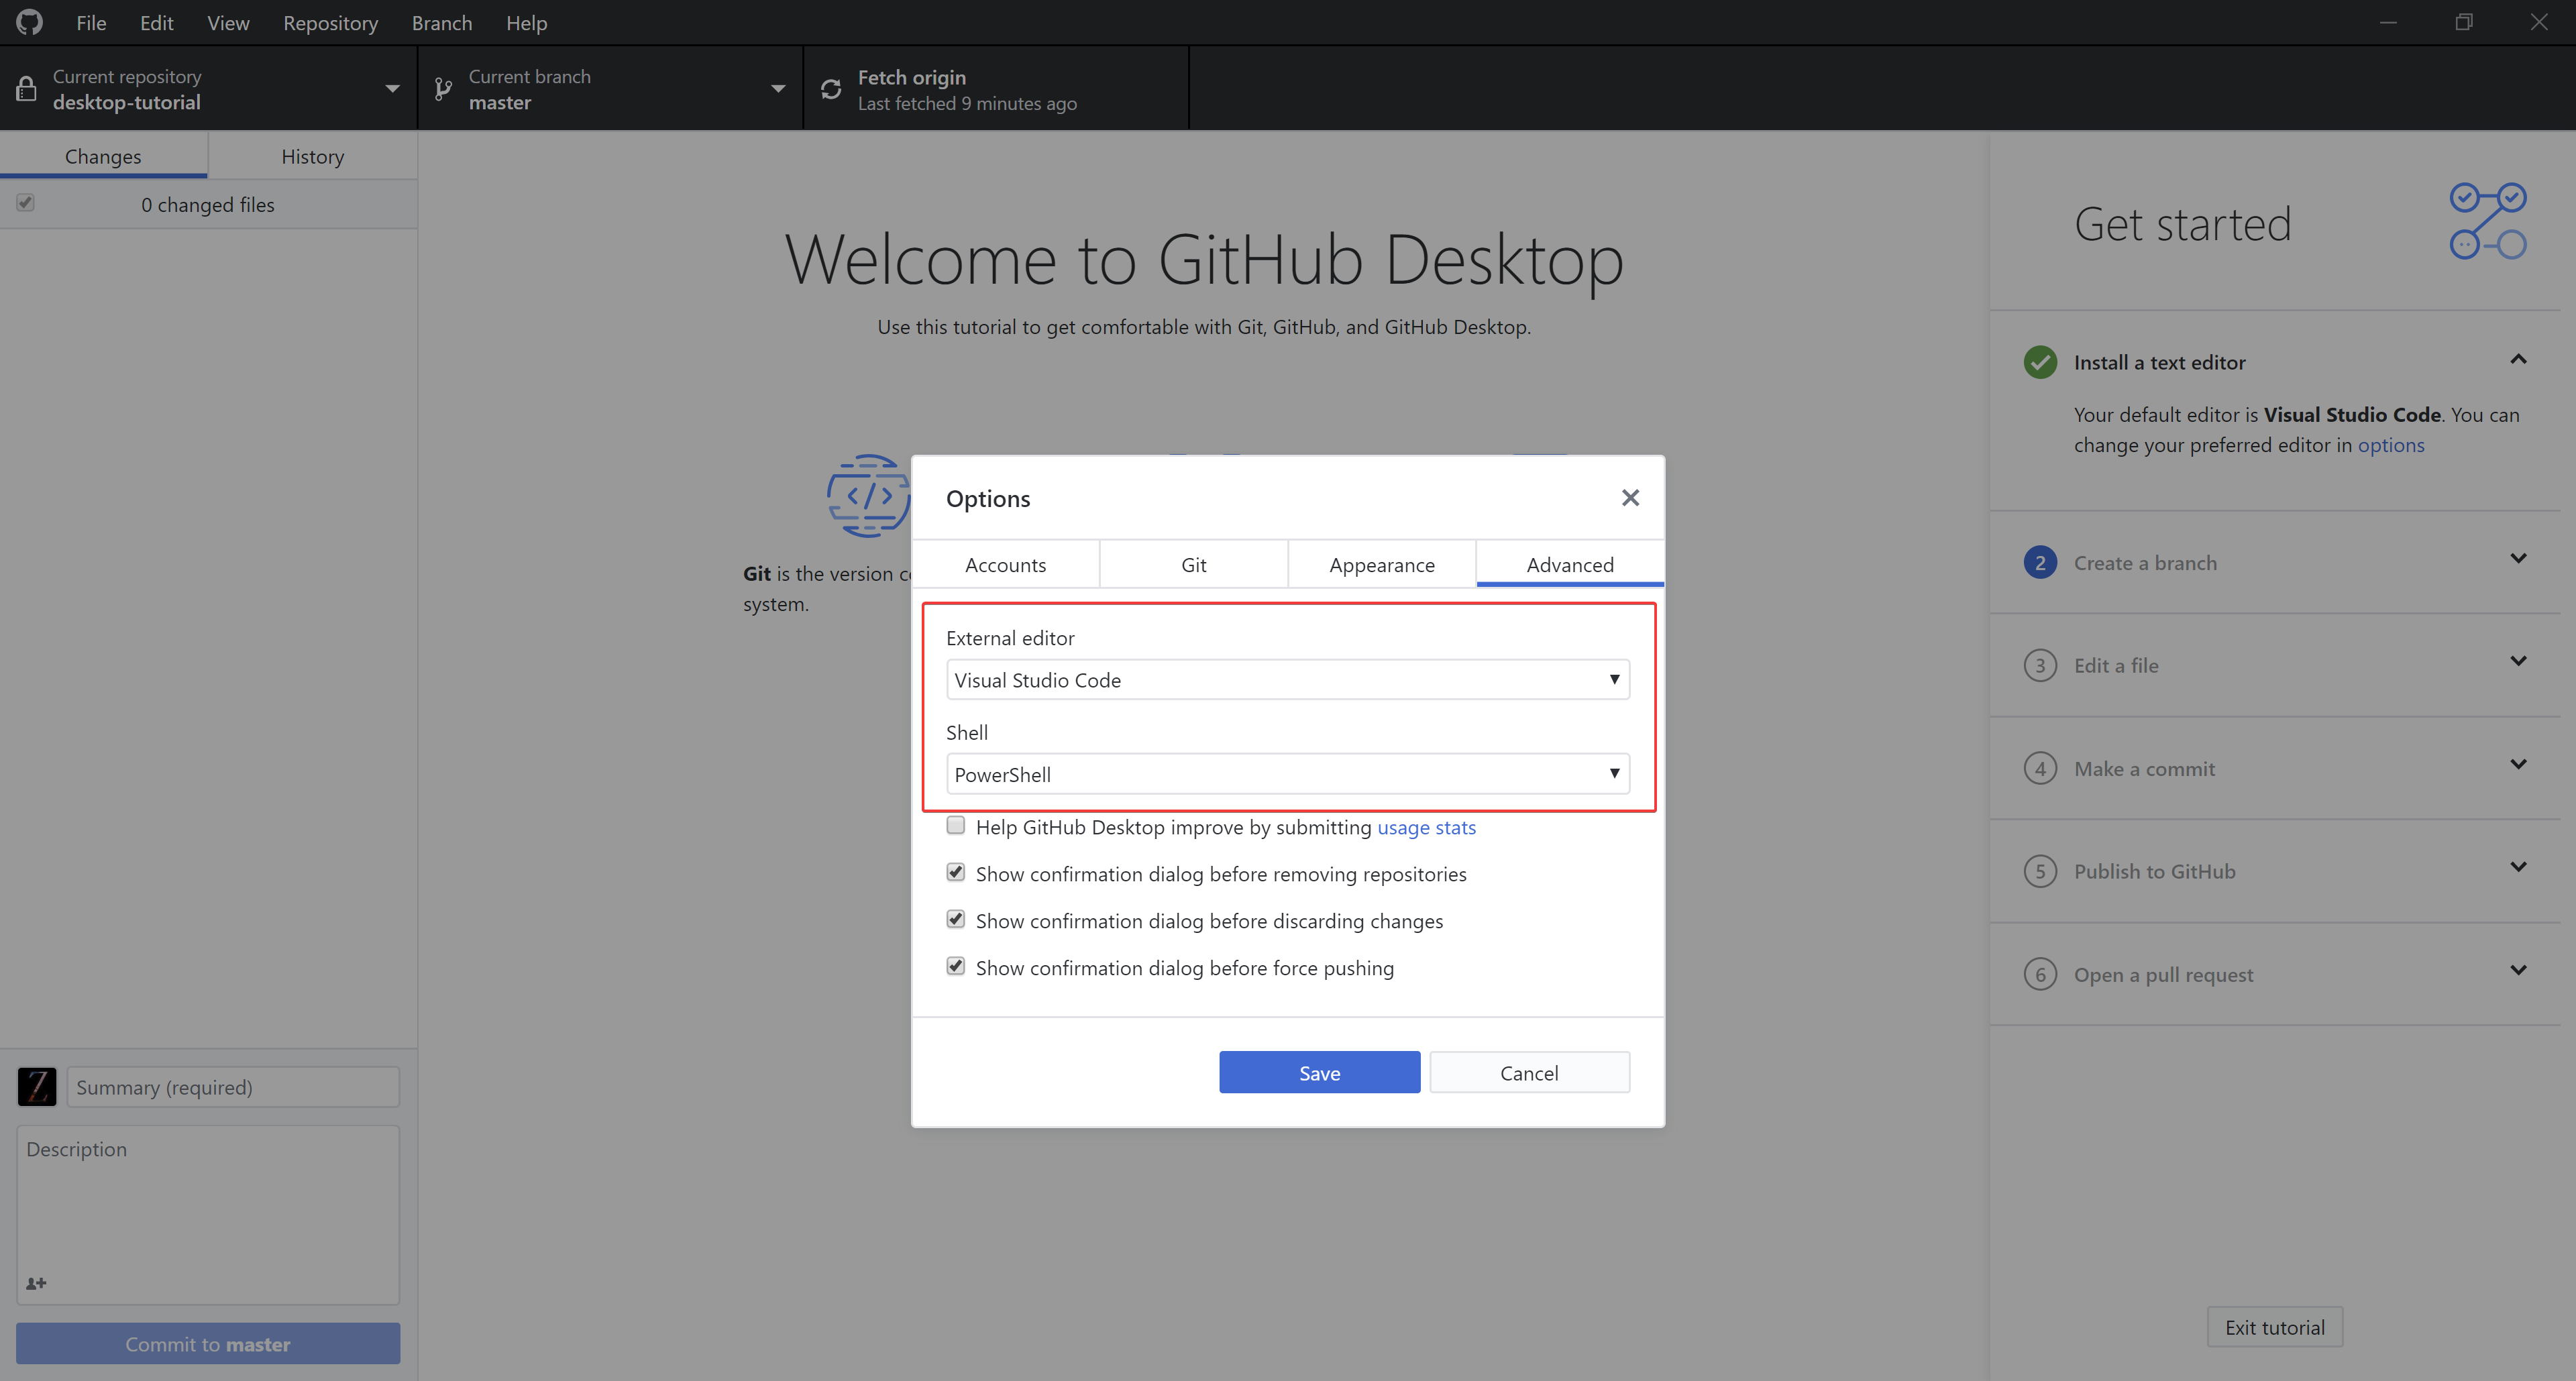 File Edit View Repository Branch Help
Current repository
desktop-tutorial
Current branch
master
Fetch origin
Last fetched 9 minutes ago
Changes History
0 changed files
Welcome to GitHub Desktop
Use this tutorial to get comfortable with Git, GitHub, and GitHub Desktop.
Git is the version
system.
Options
Accounts Git Appearance Advanced
External editor
Visual Studio Code
Shell
PowerShell
Help GitHub Desktop improve by submitting usage stats
Show confirmation dialog before removing repositories
Show confirmation dialog before discarding changes
Show confirmation dialog before force pushing
Save Cancel
Get started
Install a text editor
Your default editor is Visual Studio Code. You can
change your preferred editor in options
2 Create a branch
3 Edit a file
4 Make a commit
5 Publish to GitHub
6 Open a pull request
Exit tutorial
Z
Summary (required)
Description
Commit to master